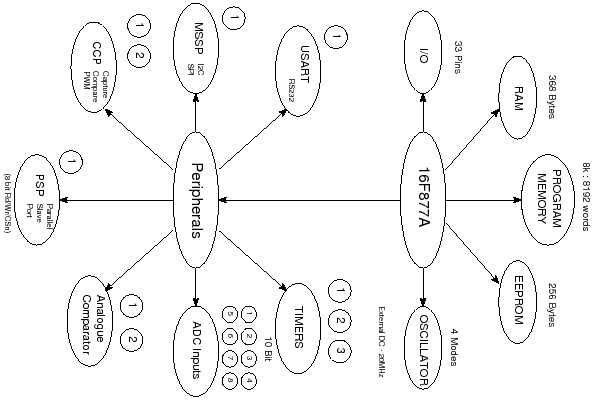 8k : 8192 words
368 Bytes
PROGRAM
MEMORY
256 Bytes
RAM
EEPROM
33 Pins
4 Modes
I/O
16F877A
OSCILLATOR
External DC - 20MHz
1
USART
RS232
1
2
3
TIMERS
10 Bit
1
MSSP
I2C
SPI
Peripherals
1
2
3
4
5
6
7
8
ADC Inputs
1
2
CCP
Capture
Compare
PWM
1
2
Analogue
Comparator
1
PSP
Parallel
Slave
Port
(8 bit Rd/Wr/CSn)